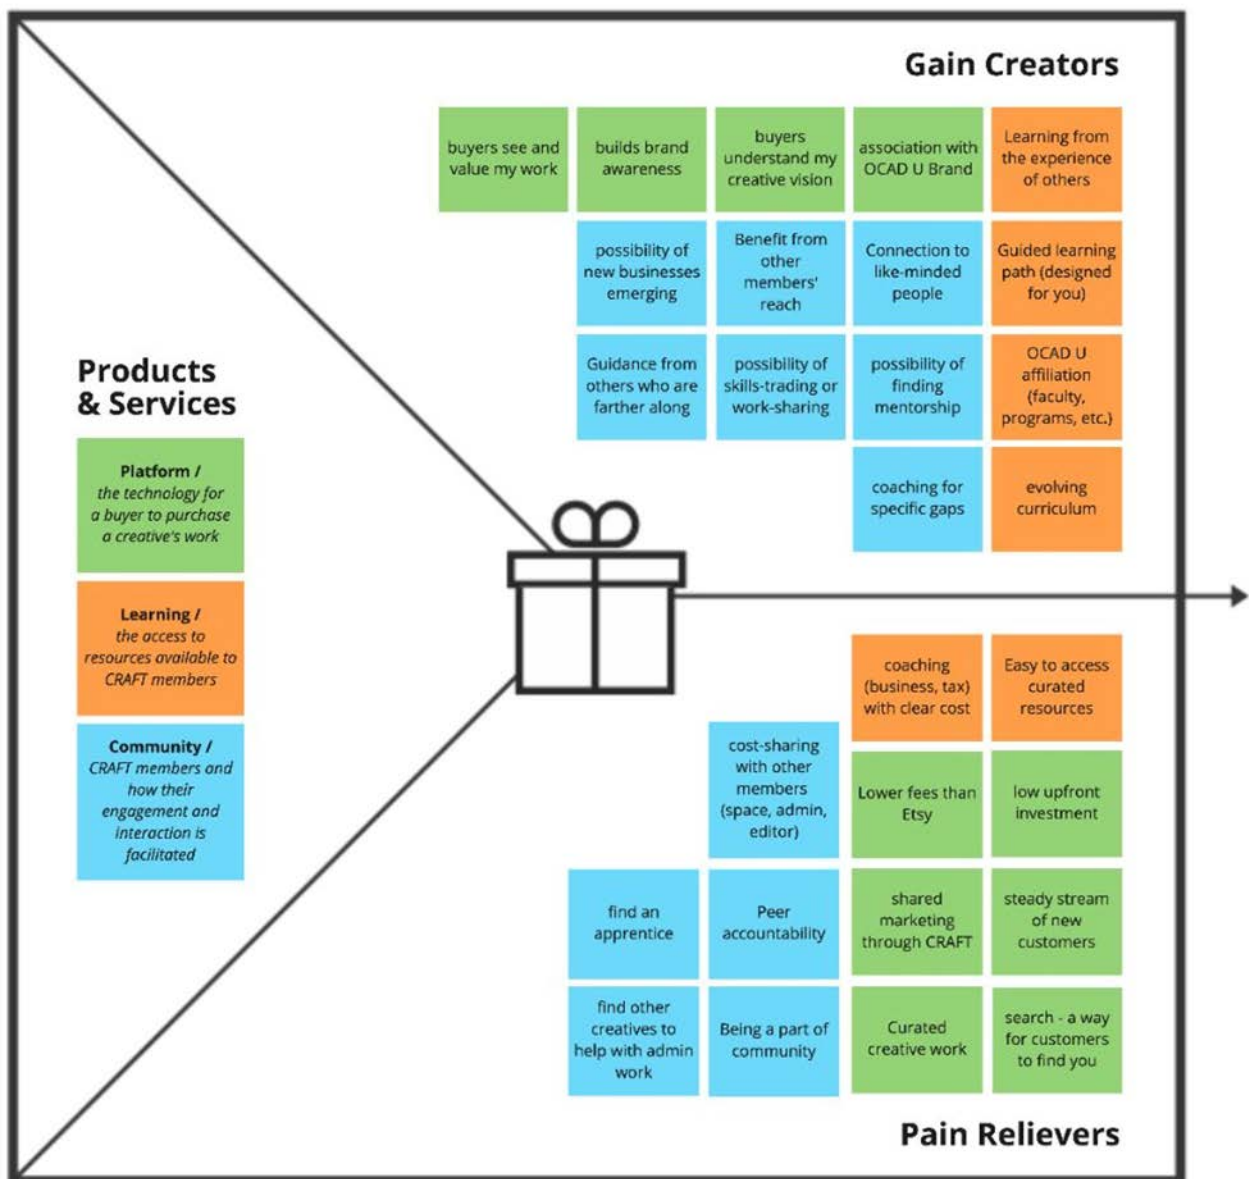 Gain Creators
buyers see and
value my work
builds brand
awareness
buyers
understand my
creative vision
association with
OCAD U Brand
Learning from
the experience
of others
possibility of
new businesses
emerging
Benefit from
other
members'
reach
Connection to
like-minded
people
Guided learning
path (designed
for you)
Guidance from
others who are
farther along
possibility of
skills-trading or
work-sharing
possibility of
finding
mentorship
OCAD U
affiliation
(faculty,
programs, etc.)
coaching for
specific gaps
evolving
curriculum
Products
& Services
Platform /
the technology for
a buyer to purchase
a creative's work
Learning /
the access to
resources available to
CRAFT members
Community /
CRAFT members and
how their
engagement and
interaction is
facilitated
coaching
(business, tax)
with clear cost
Easy to access
curated
resources
cost-sharing
with other
members
(space, admin,
editor)
Lower fees than
Etsy
low upfront
investment
find an
apprentice
Peer
accountability
shared
marketing
through CRAFT
steady stream
of new
customers
find other
creatives to
help with admin
work
Being a part of
community
Curated
creative work
search - a way
for customers
to find you
Pain Relievers